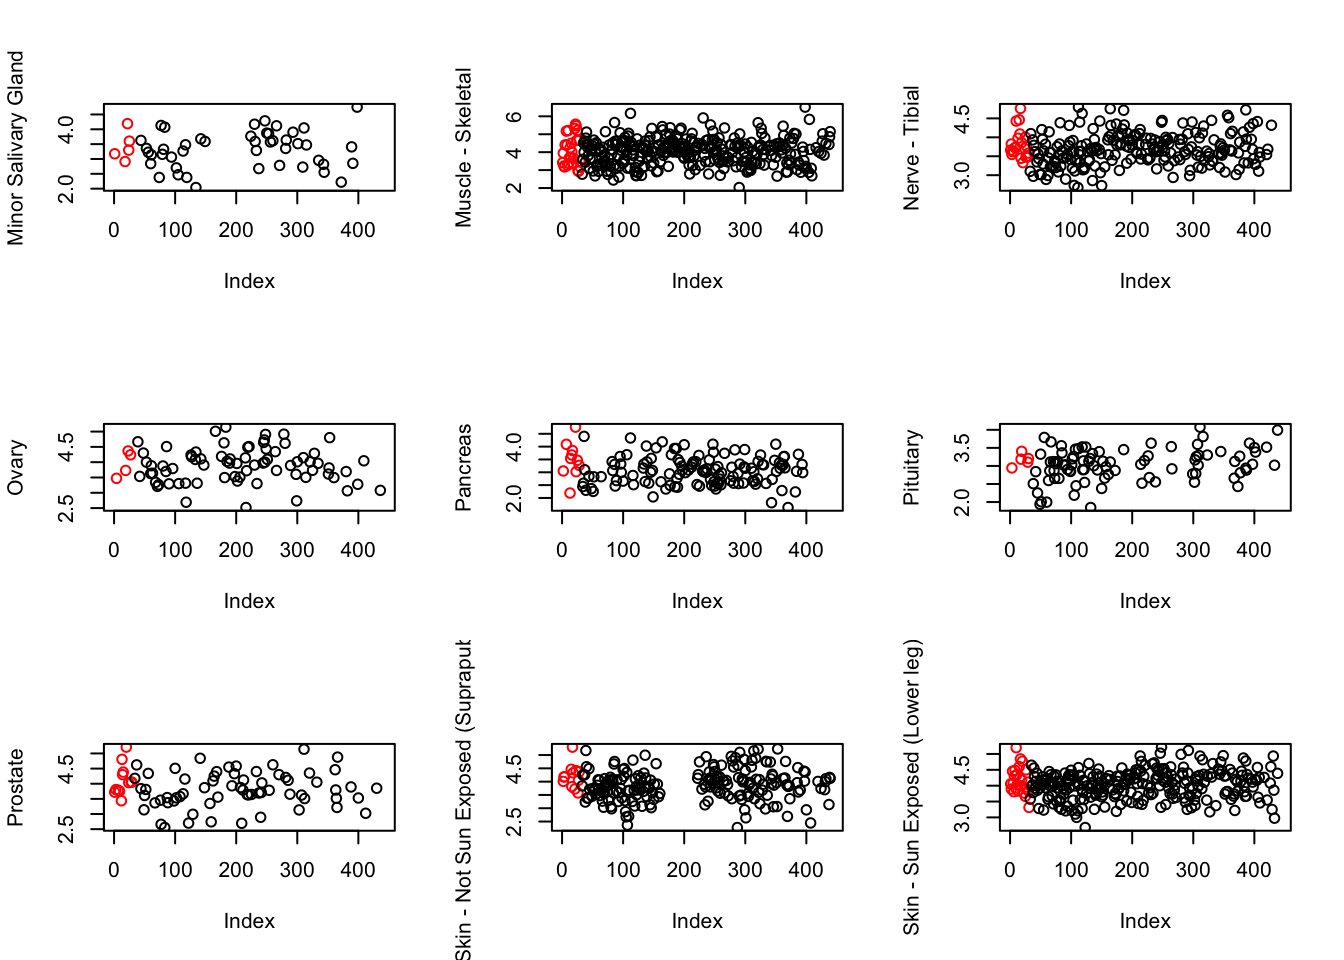 Minor Salivary Gland
4.0
2.0
0 100 200 300 400
Index
Muscle - Skeletal
6
4
2
0 100 200 300 400
Index
Nerve - Tibial
4.5
3.0
0 100 200 300 400
Index
Ovary
4.5
2.5
0 100 200 300 400
Index
Pancreas
4.0
2.0
0 100 200 300 400
Index
Pituitary
3.5
2.0
0 100 200 300 400
Index
Prostate
4.5
2.5
0 100 200 300 400
Index
Skin - Not Sun Exposed (Suprapub
4.5
2.5
0 100 200 300 400
Index
Skin - Sun Exposed (Lower leg)
4.5
3.0
0 100 200 300 400
Index